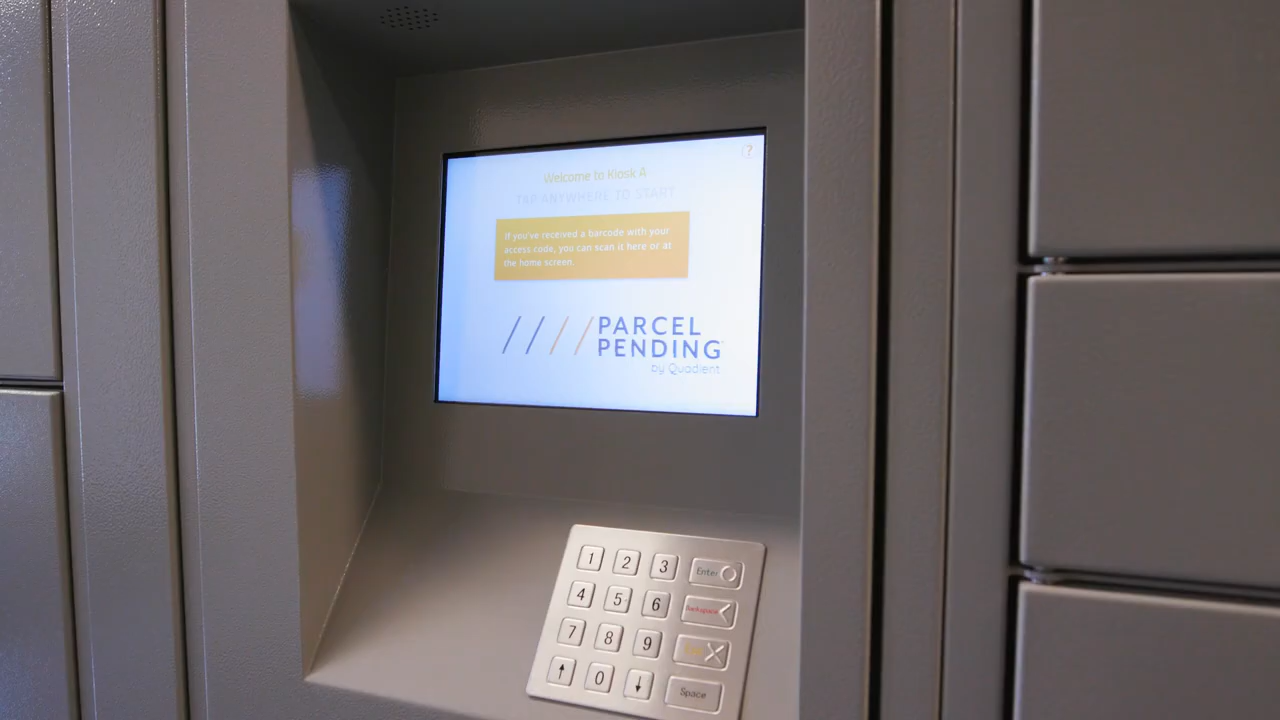 Welcome to Kiosk A
TAP ANYWHERE TO START
If you've received a barcode with your
access code, you can scan it here or at
the home screen.
PARCEL
PENDING
by Quadient
?
1 2 3 Enter
4 5 6 Backspace
7 8 9
0 Space